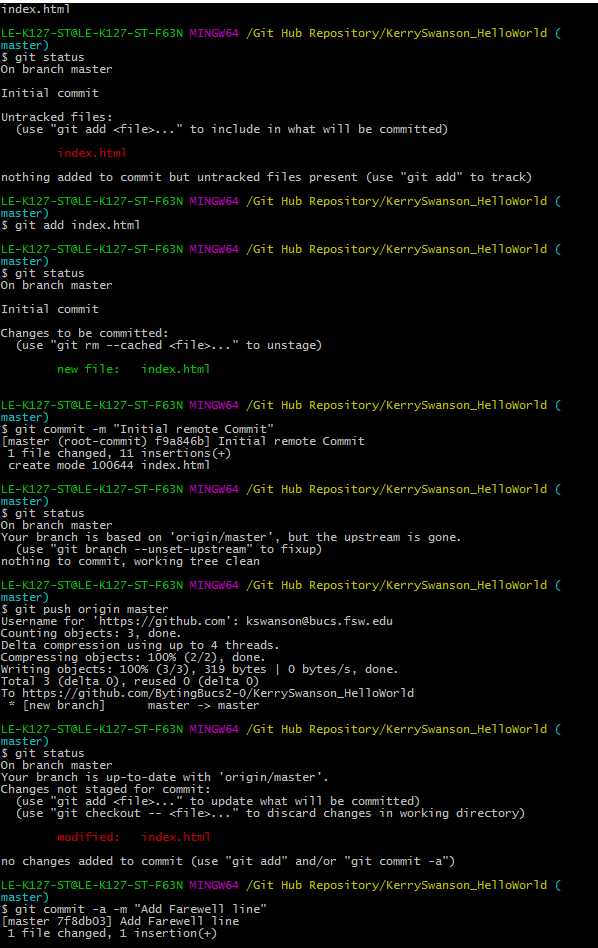 index.html
LE-K127-ST@LE-K127-ST-F63N MINGW64 /Git Hub Repository/KerrySwanson_HelloWorld (
master)
$ git status
On branch master
Initial commit
Untracked files:
(use "git add <file>..." to include in what will be committed)
index.html
nothing added to commit but untracked files present (use "git add" to track)
LE-K127-ST@LE-K127-ST-F63N MINGW64 /Git Hub Repository/KerrySwanson_HelloWorld (
master)
$ git add index.html
LE-K127-ST@LE-K127-ST-F63N MINGW64 /Git Hub Repository/KerrySwanson_HelloWorld (
master)
$ git status
On branch master
Initial commit
Changes to be committed:
(use "git rm --cached <file>..." to unstage)
new file:   index.html
LE-K127-ST@LE-K127-ST-F63N MINGW64 /Git Hub Repository/KerrySwanson_HelloWorld (
master)
$ git commit -m "Initial remote Commit"
[master (root-commit) f9a846b] Initial remote Commit
1 file changed, 11 insertions(+)
create mode 100644 index.html
LE-K127-ST@LE-K127-ST-F63N MINGW64 /Git Hub Repository/KerrySwanson_HelloWorld (
master)
$ git status
On branch master
Your branch is based on 'origin/master', but the upstream is gone.
(use "git branch --unset-upstream" to fixup)
nothing to commit, working tree clean
LE-K127-ST@LE-K127-ST-F63N MINGW64 /Git Hub Repository/KerrySwanson_HelloWorld (
master)
$ git push origin master
Username for 'https://github.com': kswanson@bucs.fsw.edu
Counting objects: 3, done.
Delta compression using up to 4 threads.
Compressing objects: 100% (2/2), done.
Writing objects: 100% (3/3), 319 bytes | 0 bytes/s, done.
Total 3 (delta 0), reused 0 (delta 0)
To https://github.com/BytingBucs2-0/KerrySwanson_HelloWorld
* [new branch]      master -> master
LE-K127-ST@LE-K127-ST-F63N MINGW64 /Git Hub Repository/KerrySwanson_HelloWorld (
master)
$ git status
On branch master
Your branch is up-to-date with 'origin/master'.
Changes not staged for commit:
(use "git add <file>..." to update what will be committed)
(use "git checkout -- <file>..." to discard changes in working directory)
modified:   index.html
no changes added to commit (use "git add" and/or "git commit -a")
LE-K127-ST@LE-K127-ST-F63N MINGW64 /Git Hub Repository/KerrySwanson_HelloWorld (
master)
$ git commit -a -m "Add Farewell line"
[master 7f8db03] Add Farewell line
1 file changed, 1 insertion(+)